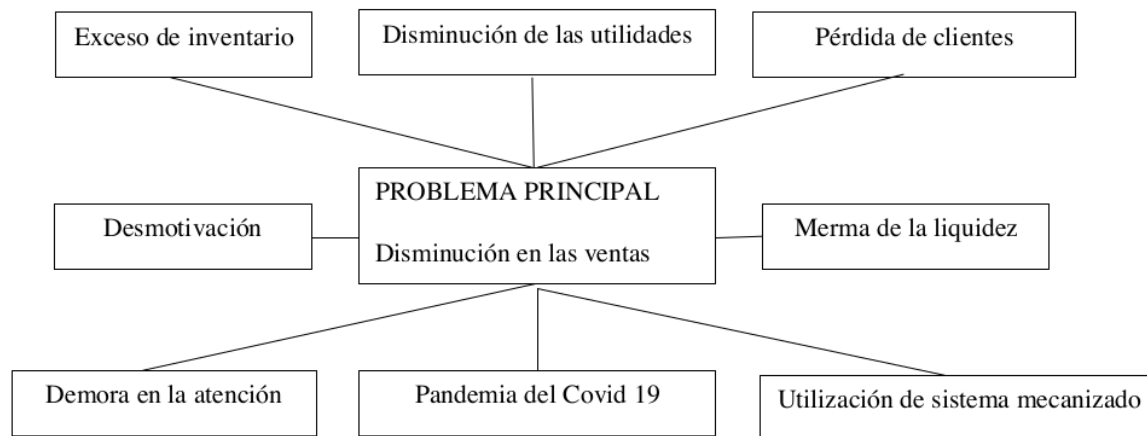 Exceso de inventario
Disminución de las utilidades
Pérdida de clientes
PROBLEMA PRINCIPAL
Disminución en las ventas
Desmotivación
Merma de la liquidez
Demora en la atención
Pandemia del Covid 19
Utilización de sistema mecanizado